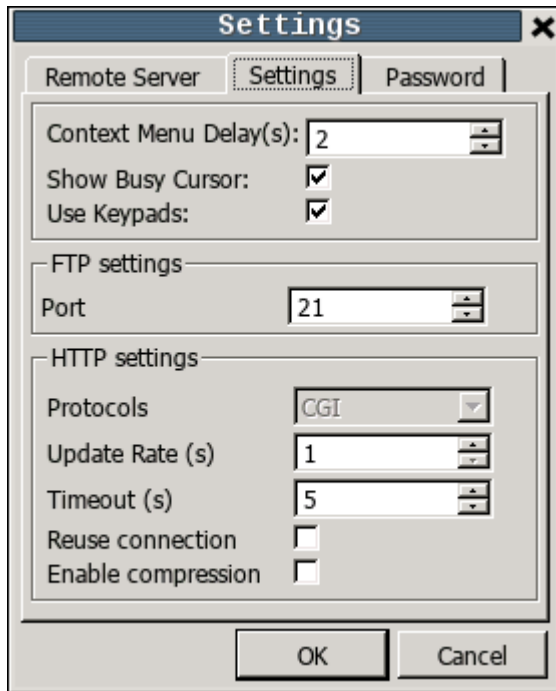 Settings
Remote Server Settings Password
Context Menu Delay(s): 2
Show Busy Cursor:
Use Keypads:
FTP settings
Port 21
HTTP settings
Protocols CGI
Update Rate (s) 1
Timeout (s) 5
Reuse connection
Enable compression
OK Cancel